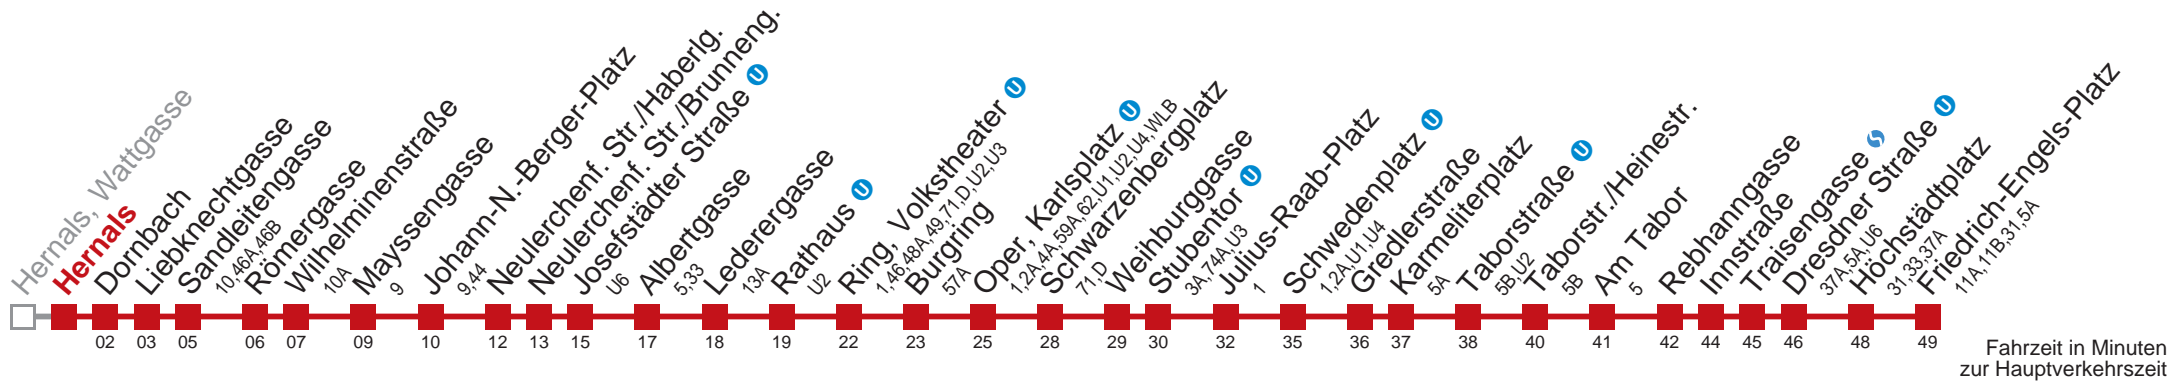 Hernals, Wattgasse
Hernals
Dornbach
02
Liebknechtgasse
03
Sandleitengasse
10,46A,46B
05
Römergasse
06
Wilhelminenstraße
10A
07
Mayssengasse
9
09
Johann-N.-Berger-Platz
9,44
10
Neulerchenf. Str./Haberlg.
12
Neulerchenf. Str./Brunneng.
13
Josefstädter Straße U
U6
15
Albertgasse
5,33
17
Lederergasse
13A
18
Rathaus U
U2
19
Ring, Volkstheater U
1,46,48A,49,71,D,U2,U3
22
Burgring
57A
23
Oper, Karlsplatz U
1,2A,4A,59A,62,U1,U2,U4,WLB
25
Schwarzenbergplatz
71,D
28
Weihburggasse
29
Stubentor U
3A,74A,U3
30
Julius-Raab-Platz
1
32
Schwedenplatz U
1,2A,U1,U4
35
Gredlerstraße
36
Karmeliterplatz
5A
37
Taborstraße U
5B,U2
38
Taborstr./Heinestr.
5B
40
Am Tabor
5
41
Rebhanngasse
42
Innstraße
44
Traisengasse
45
Dresdner Straße U
37A,5A,U6
46
Höchstädtplatz
31,33,37A
48
Friedrich-Engels-Platz
11A,11B,31,5A
49
Fahrzeit in Minuten
zur Hauptverkehrszeit